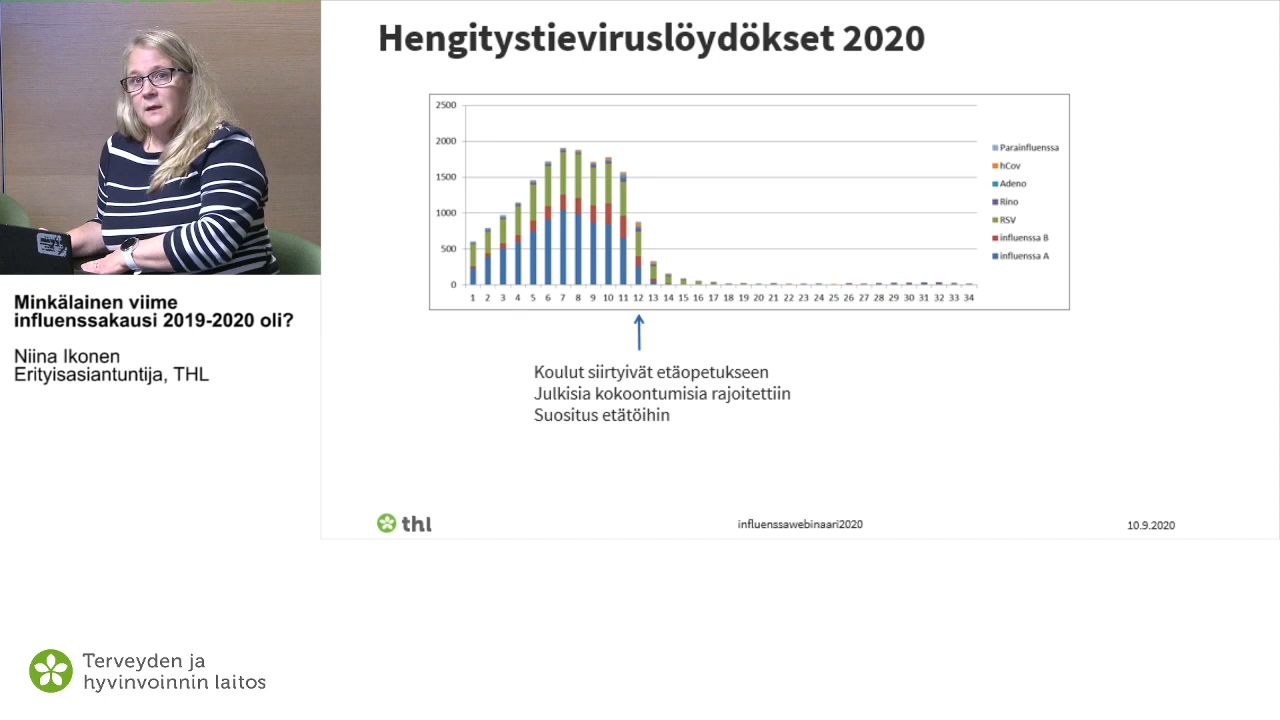 Hengitystieviruslöydökset 2020
2500
2000
1500
1000
500
0
1 2 3 4 5 6 7 8 9 10 11 12 13 14 15 16 17 18 19 20 21 22 23 24 25 26 27 28 29 30 31 32 33 34
Parainfluenssa
hCov
Adeno
Rino
RSV
influenssa B
influenssa A
Koulut siirtyivät etäopetukseen
Julkisia kokoontumisia rajoitettiin
Suositus etätöihin
thl
influenssawebinaari2020
10.9.2020
Minkälainen viime
influenssakausi 2019-2020 oli?
Niina Ikonen
Erityisasiantuntija, THL
Terveyden ja
hyvinvoinnin laitos